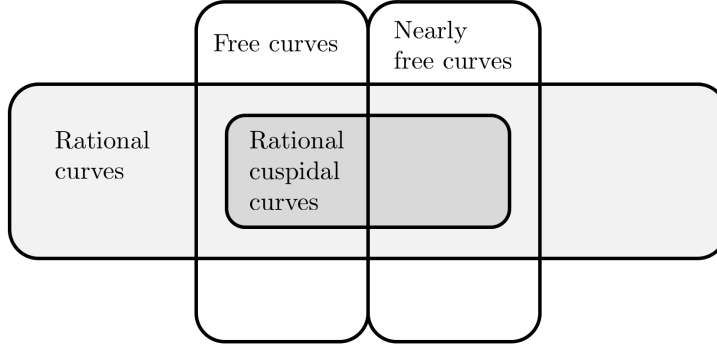 Free curves
Nearly
free curves
Rational
curves
Rational
cuspidal
curves